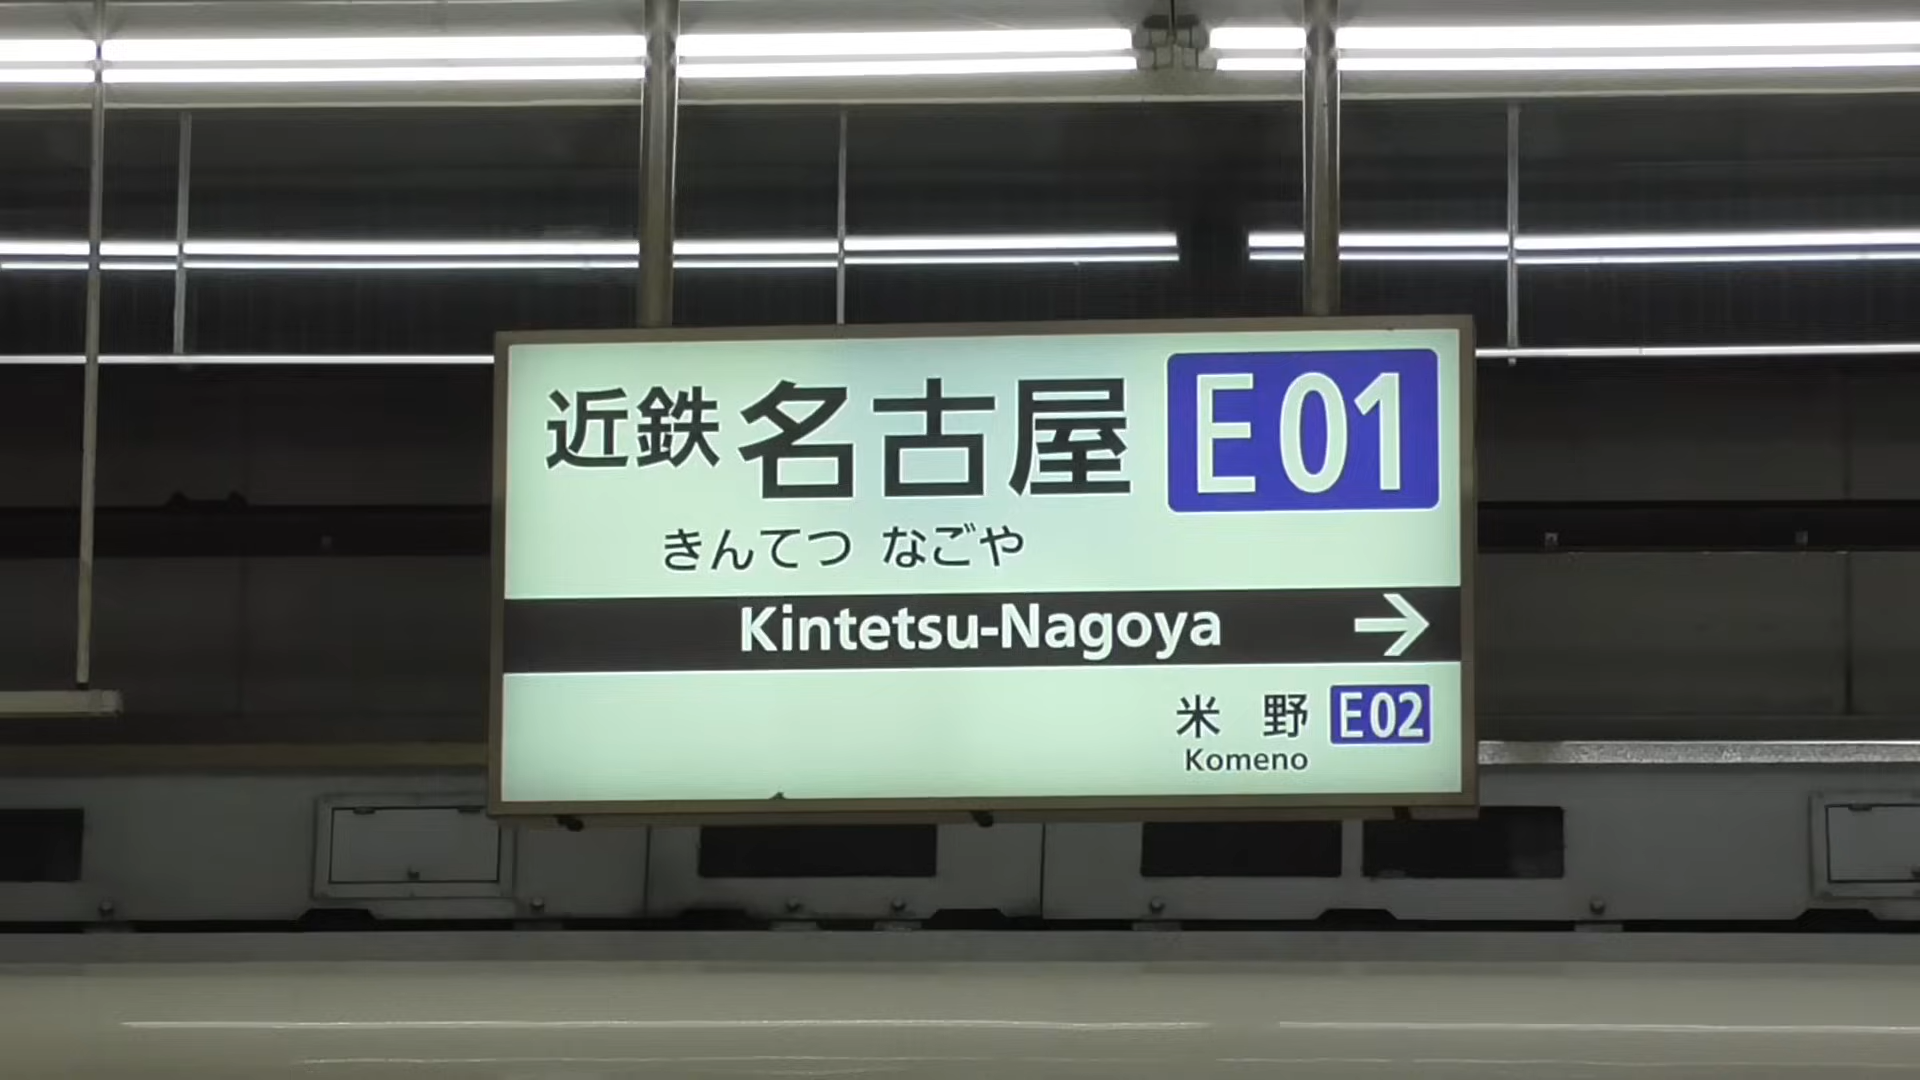 近鉄名古屋 E01
きんてつ なごや
Kintetsu-Nagoya →
米野 E02
Komeno